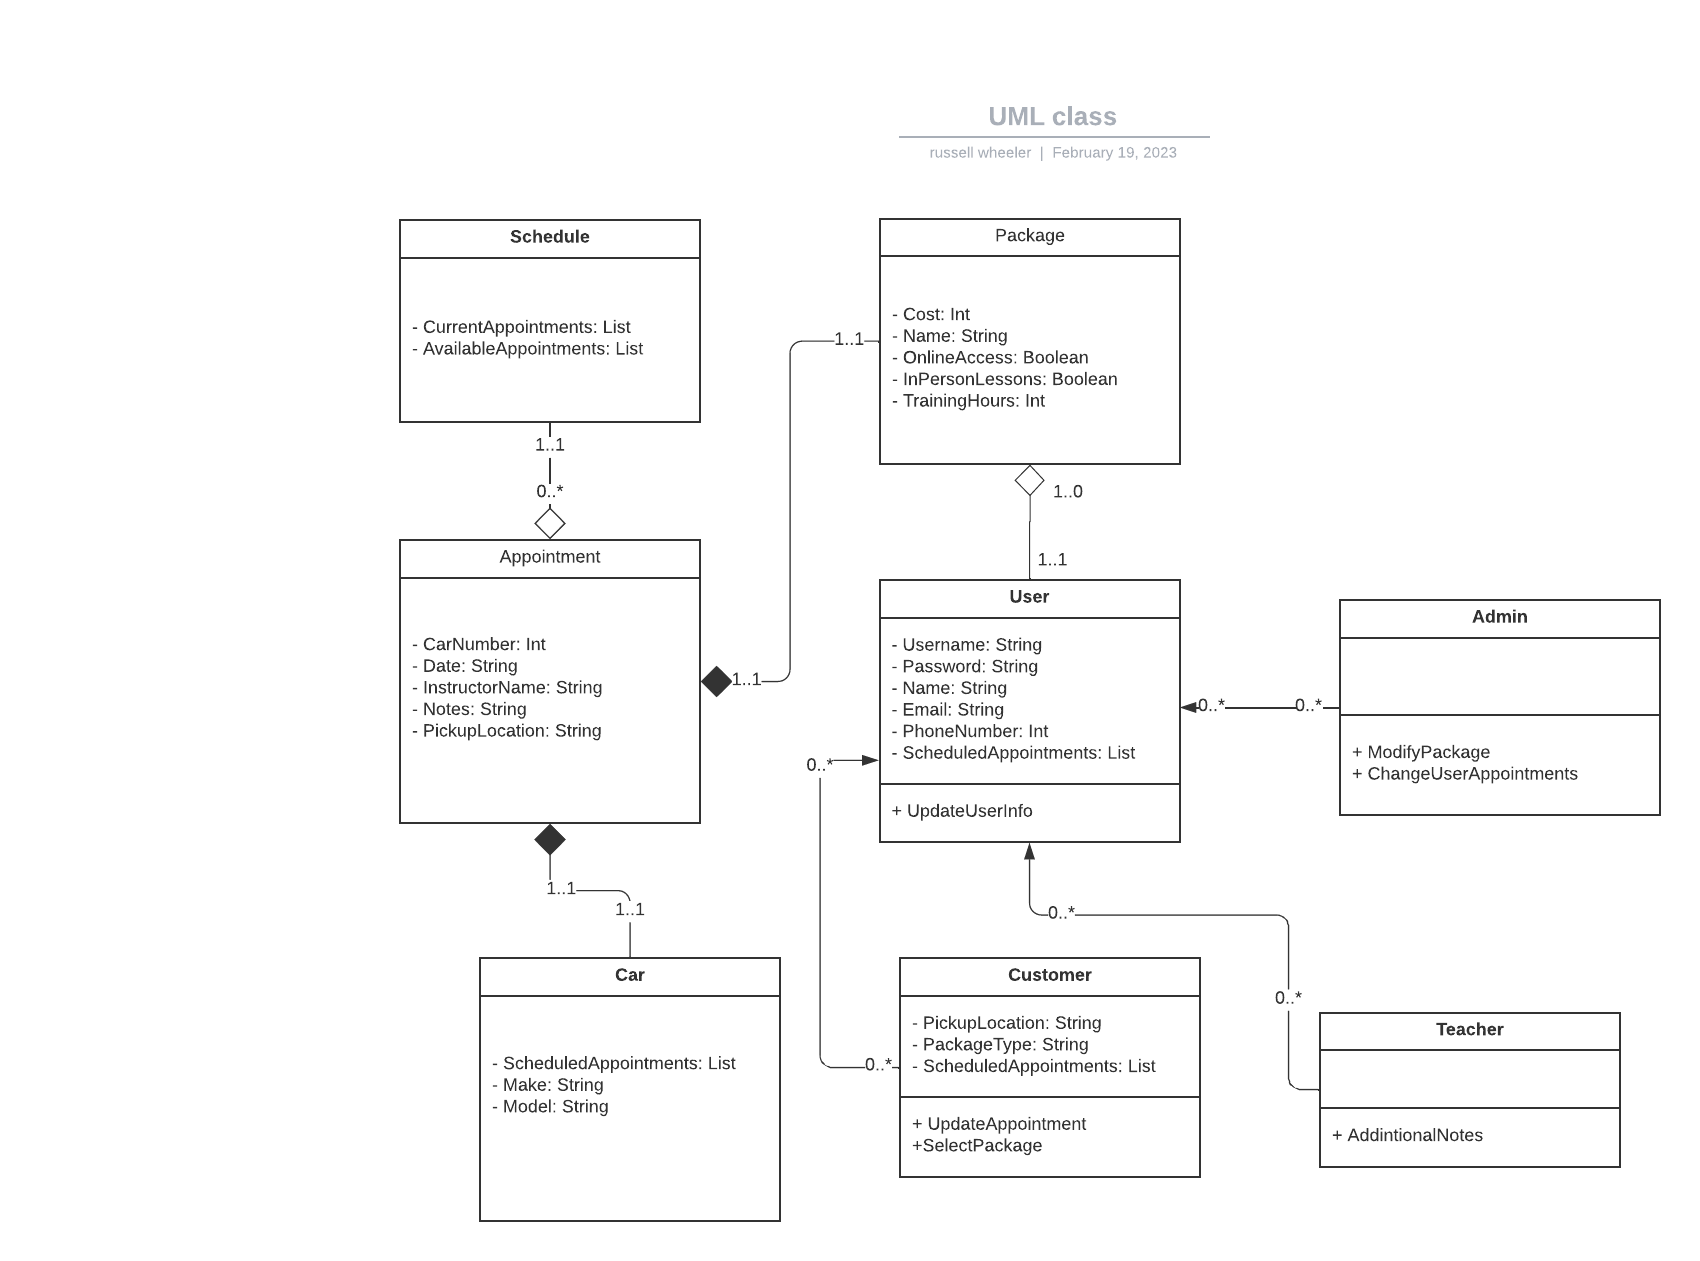 UML class
russell wheeler | February 19, 2023
Schedule
- CurrentAppointments: List
- AvailableAppointments: List
Package
- Cost: Int
- Name: String
- OnlineAccess: Boolean
- InPersonLessons: Boolean
- TrainingHours: Int
1..1
1..1
0..*
1..0
1..1
Appointment
- CarNumber: Int
- Date: String
- InstructorName: String
- Notes: String
- PickupLocation: String
1..1
User
- Username: String
- Password: String
- Name: String
- Email: String
- PhoneNumber: Int
- ScheduledAppointments: List
+ UpdateUserInfo
Admin
+ ModifyPackage
+ ChangeUserAppointments
0..*
0..*
0..*
1..1
1..1
0..*
0..*
0..*
Car
- ScheduledAppointments: List
- Make: String
- Model: String
Customer
- PickupLocation: String
- PackageType: String
- ScheduledAppointments: List
+ UpdateAppointment
+SelectPackage
Teacher
+ AddintionalNotes